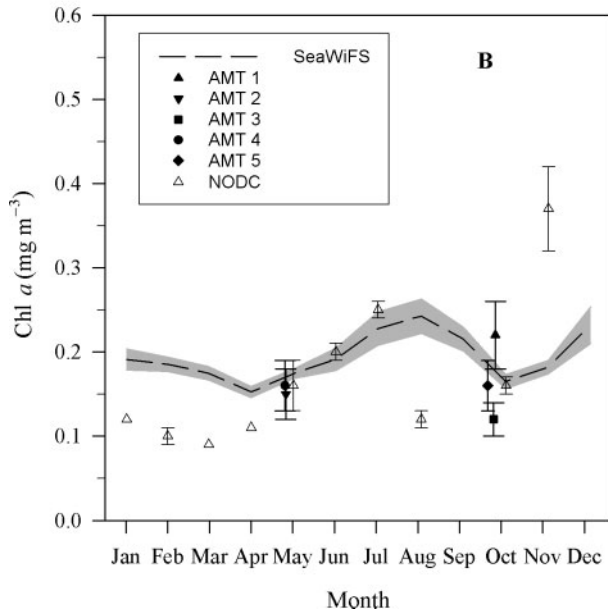 0.6
0.5
0.4
0.3
0.2
0.1
0.0
Chl a (mg m⁻³)
B
SeaWiFS
AMT 1
AMT 2
AMT 3
AMT 4
AMT 5
NODC
Jan Feb Mar Apr May Jun Jul Aug Sep Oct Nov Dec
Month